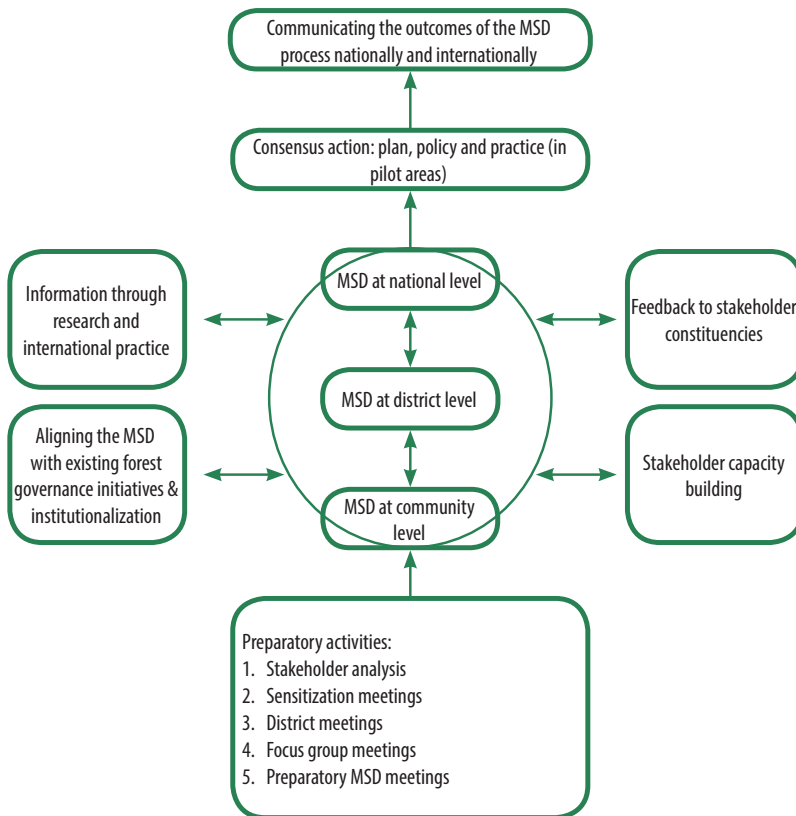 Communicating the outcomes of the MSD
process nationally and internationally
Consensus action: plan, policy and practice (in
pilot areas)
MSD at national level
Information through
research and
international practice
Feedback to stakeholder
constituencies
MSD at district level
Aligning the MSD
with existing forest
governance initiatives &
institutionalization
Stakeholder capacity
building
MSD at community
level
Preparatory activities:
1. Stakeholder analysis
2. Sensitization meetings
3. District meetings
4. Focus group meetings
5. Preparatory MSD meetings